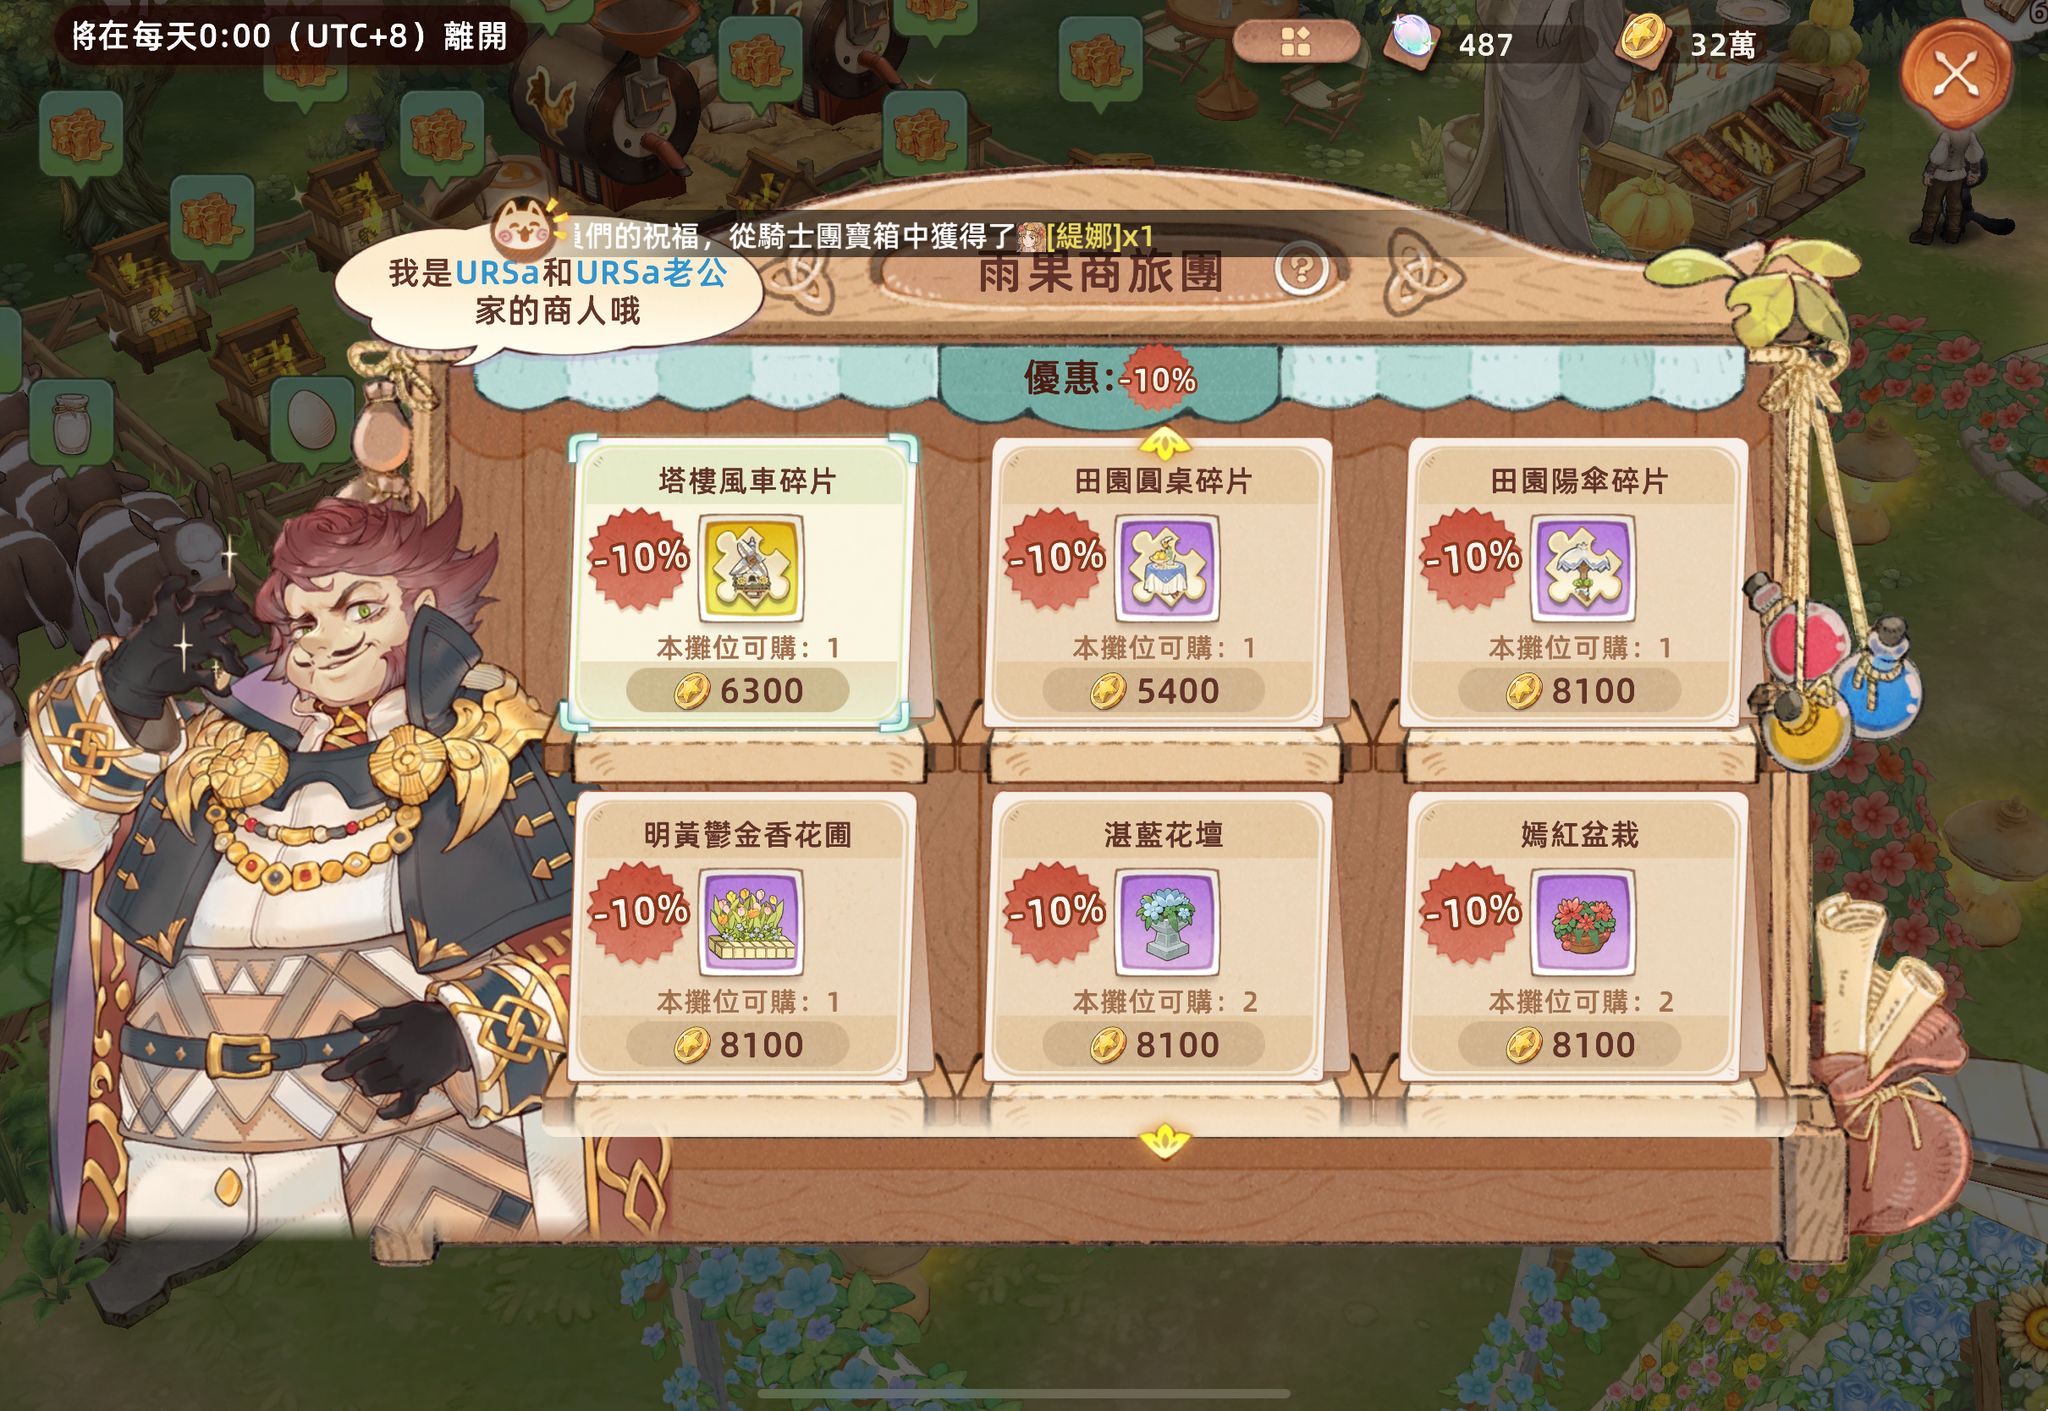 將在每天0:00（UTC+8）離開
487
32萬
們的祝福，從騎士團寶箱中獲得了[緹娜]x1
我是URSa和URSa老公
家的商人哦
雨果商旅團
?
優惠:-10%
塔樓風車碎片
-10%
本攤位可購：1
6300
田園圓桌碎片
-10%
本攤位可購：1
5400
田園陽傘碎片
-10%
本攤位可購：1
8100
明黃鬱金香花圃
-10%
本攤位可購：1
8100
湛藍花壇
-10%
本攤位可購：2
8100
嫣紅盆栽
-10%
本攤位可購：2
8100